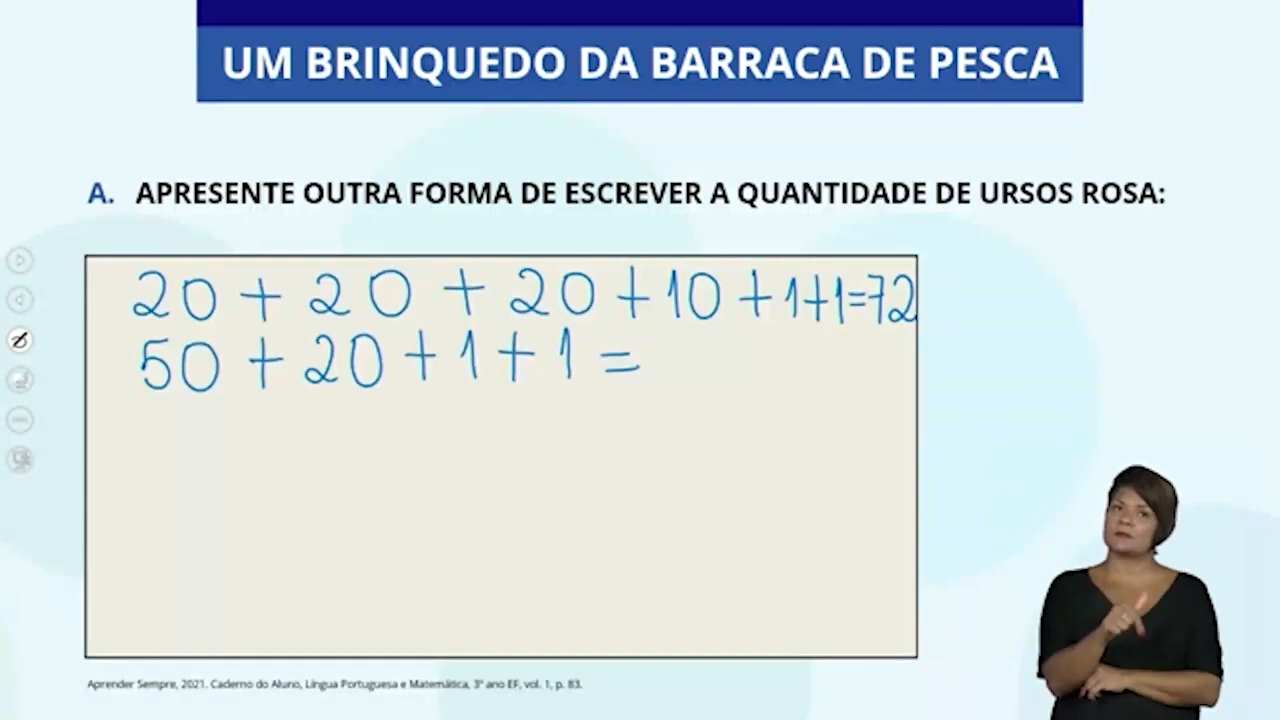 UM BRINQUEDO DA BARRACA DE PESCA
A. APRESENTE OUTRA FORMA DE ESCREVER A QUANTIDADE DE URSOS ROSA:
20 + 20 + 20 + 10 + 1 + 1 = 72
50 + 20 + 1 + 1 =
Aprender Sempre, 2021. Caderno do Aluno, Língua Portuguesa e Matemática, 3º ano EF, vol. 1, p. 83.